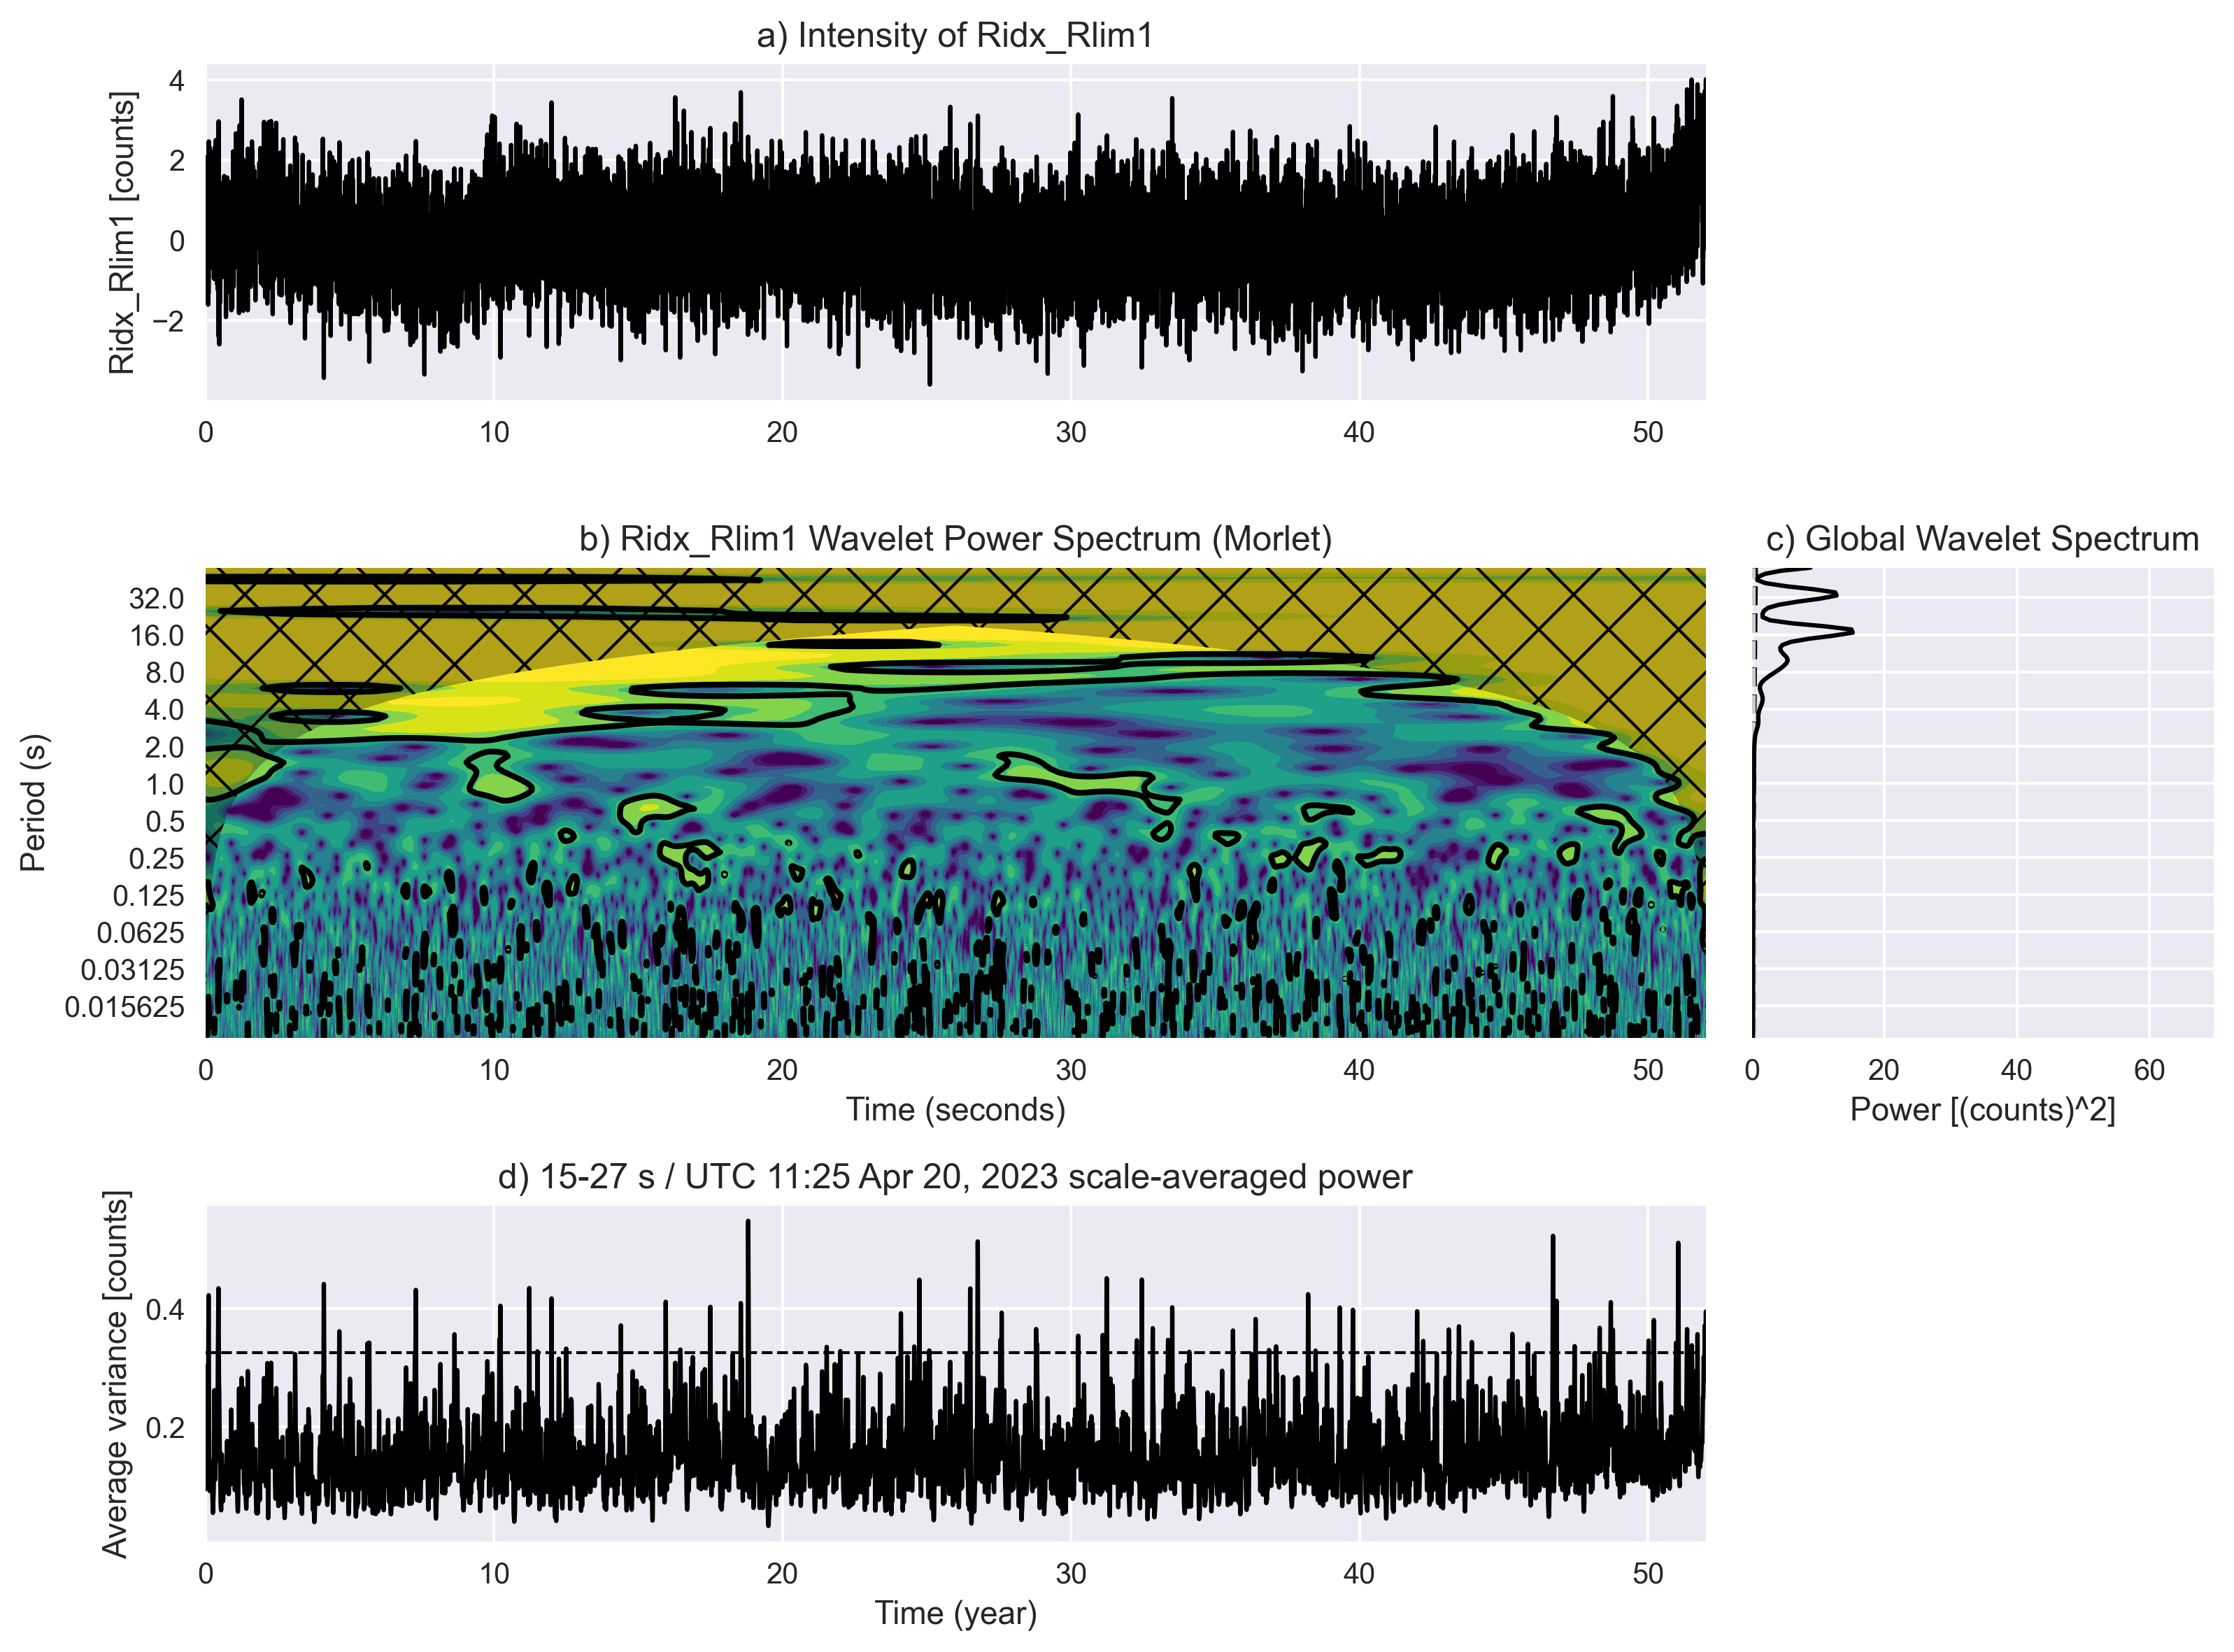 a) Intensity of Ridx_Rlim1
Ridx_Rlim1 [counts]
4
2
0
−2
0 10 20 30 40 50
b) Ridx_Rlim1 Wavelet Power Spectrum (Morlet)
Period (s)
32.0
16.0
8.0
4.0
2.0
1.0
0.5
0.25
0.125
0.0625
0.03125
0.015625
0 10 20 30 40 50
Time (seconds)
c) Global Wavelet Spectrum
0 20 40 60
Power [(counts)^2]
d) 15-27 s / UTC 11:25 Apr 20, 2023 scale-averaged power
Average variance [counts]
0.4
0.2
0 10 20 30 40 50
Time (year)